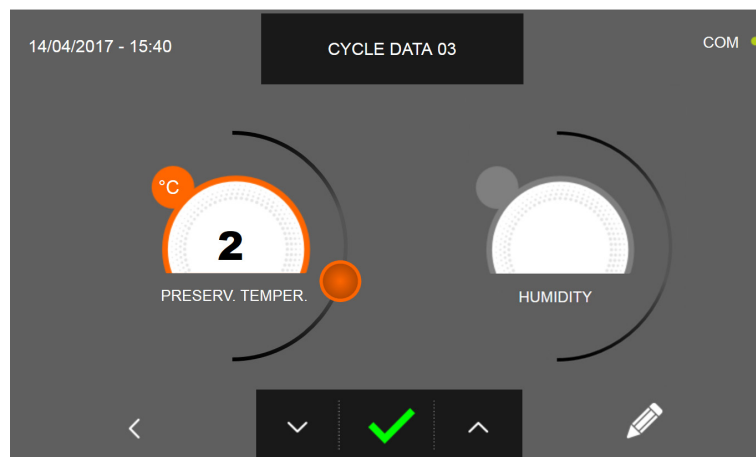 14/04/2017 - 15:40
CYCLE DATA 03
COM
°C
2
PRESERV. TEMPER.
HUMIDITY